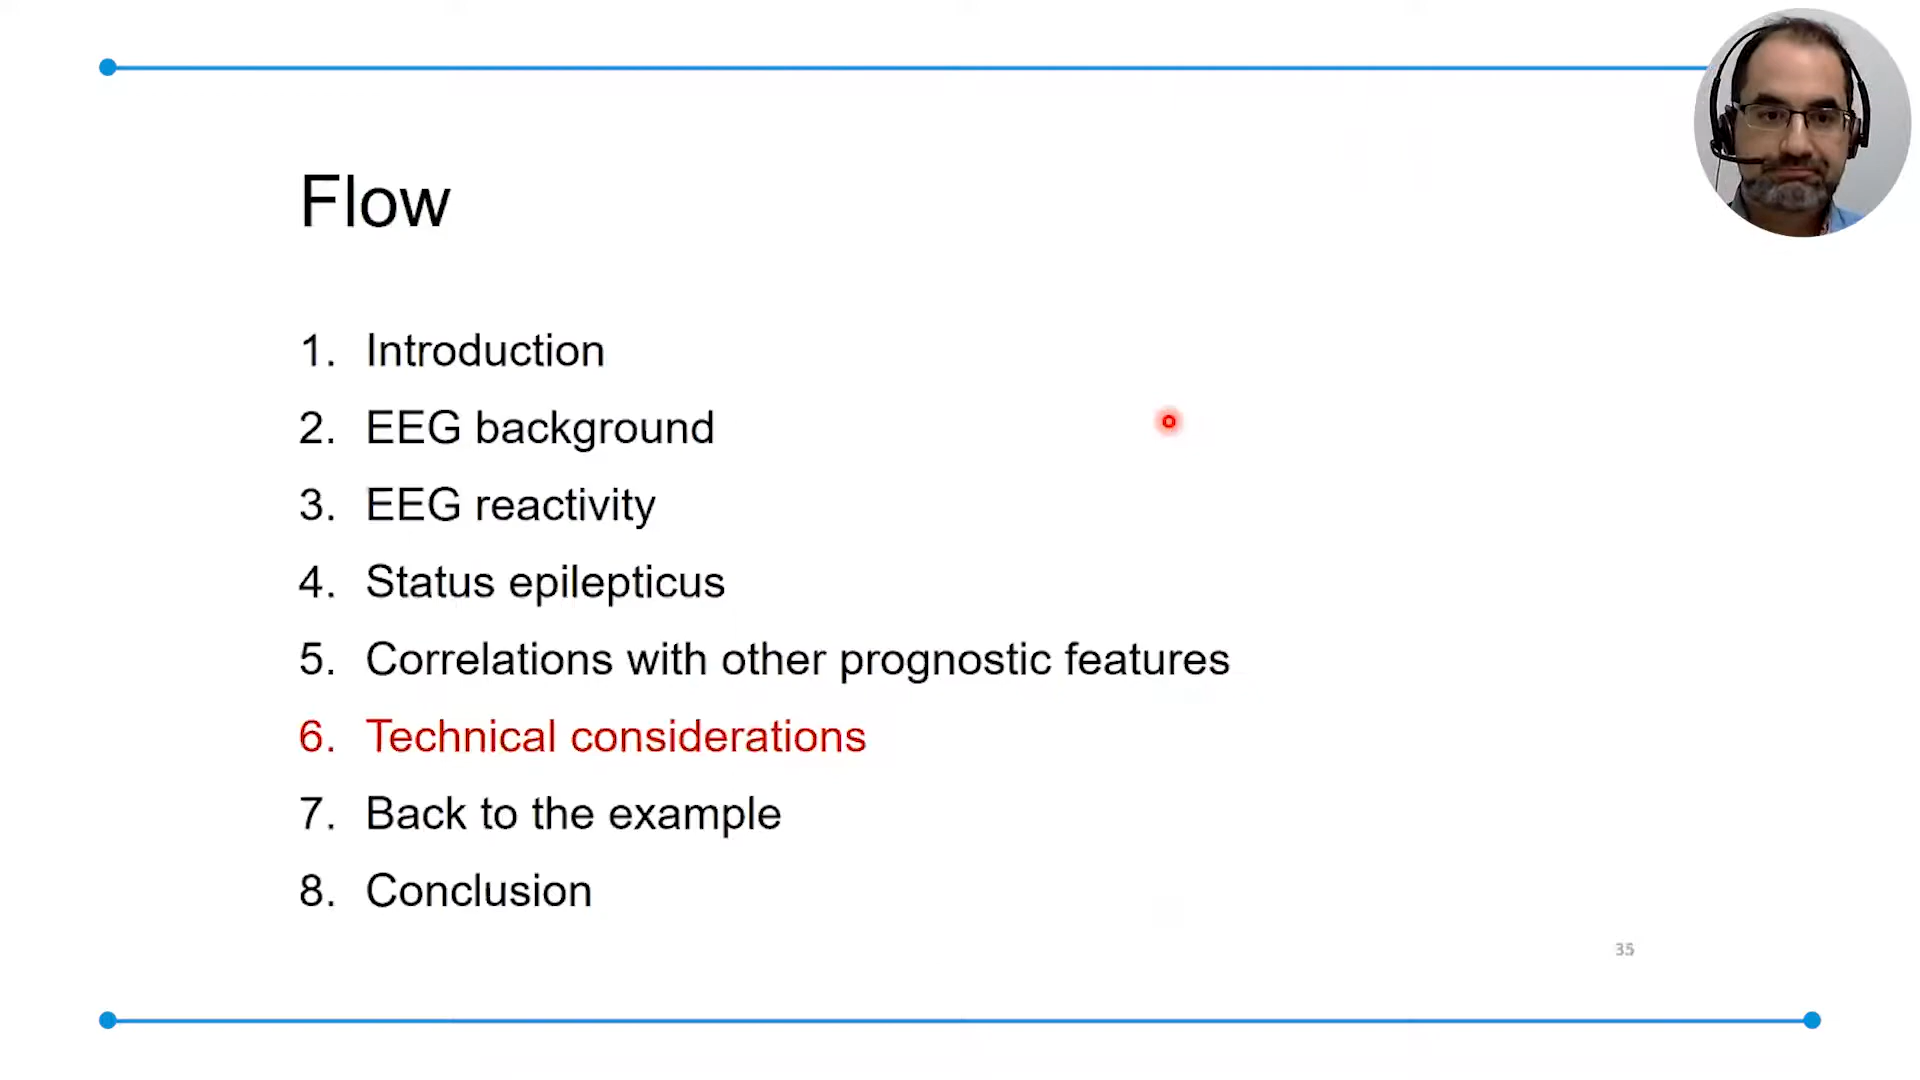 Flow
1. Introduction
2. EEG background
3. EEG reactivity
4. Status epilepticus
5. Correlations with other prognostic features
6. Technical considerations
7. Back to the example
8. Conclusion
35